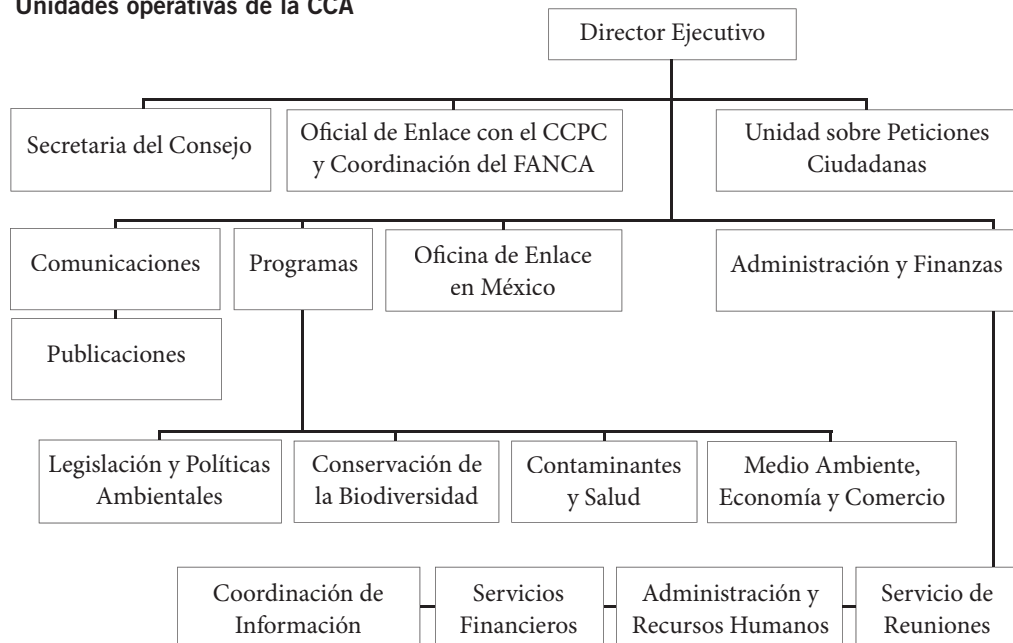 Unidades operativas de la CCA
Director Ejecutivo
Secretaria del Consejo
Oficial de Enlace con el CCPC
y Coordinación del FANCA
Unidad sobre Peticiones
Ciudadanas
Comunicaciones
Programas
Oficina de Enlace
en México
Administración y Finanzas
Publicaciones
Legislación y Políticas
Ambientales
Conservación de
la Biodiversidad
Contaminantes
y Salud
Medio Ambiente,
Economía y Comercio
Coordinación de
Información
Servicios
Financieros
Administración y
Recursos Humanos
Servicio de
Reuniones